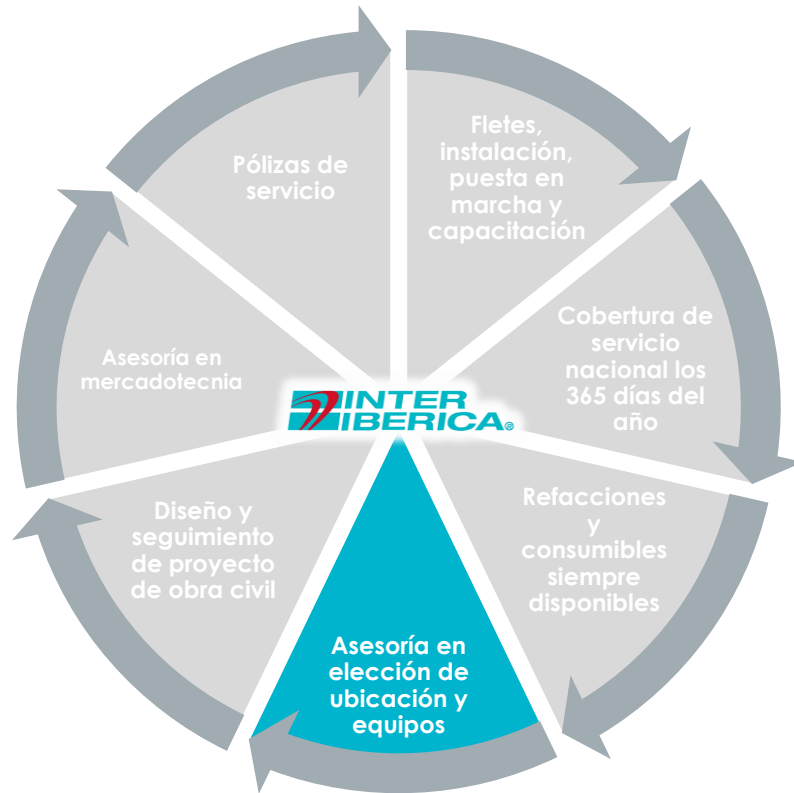 Fletes,
instalación,
puesta en
marcha y
capacitación
Cobertura de
servicio
nacional los
365 días del
año
Refacciones
y
consumibles
siempre
disponibles
Asesoría en
elección de
ubicación y
equipos
Diseño y
seguimiento
de proyecto
de obra civil
Asesoría en
mercadotecnia
Pólizas de
servicio
INTER
IBERICA®